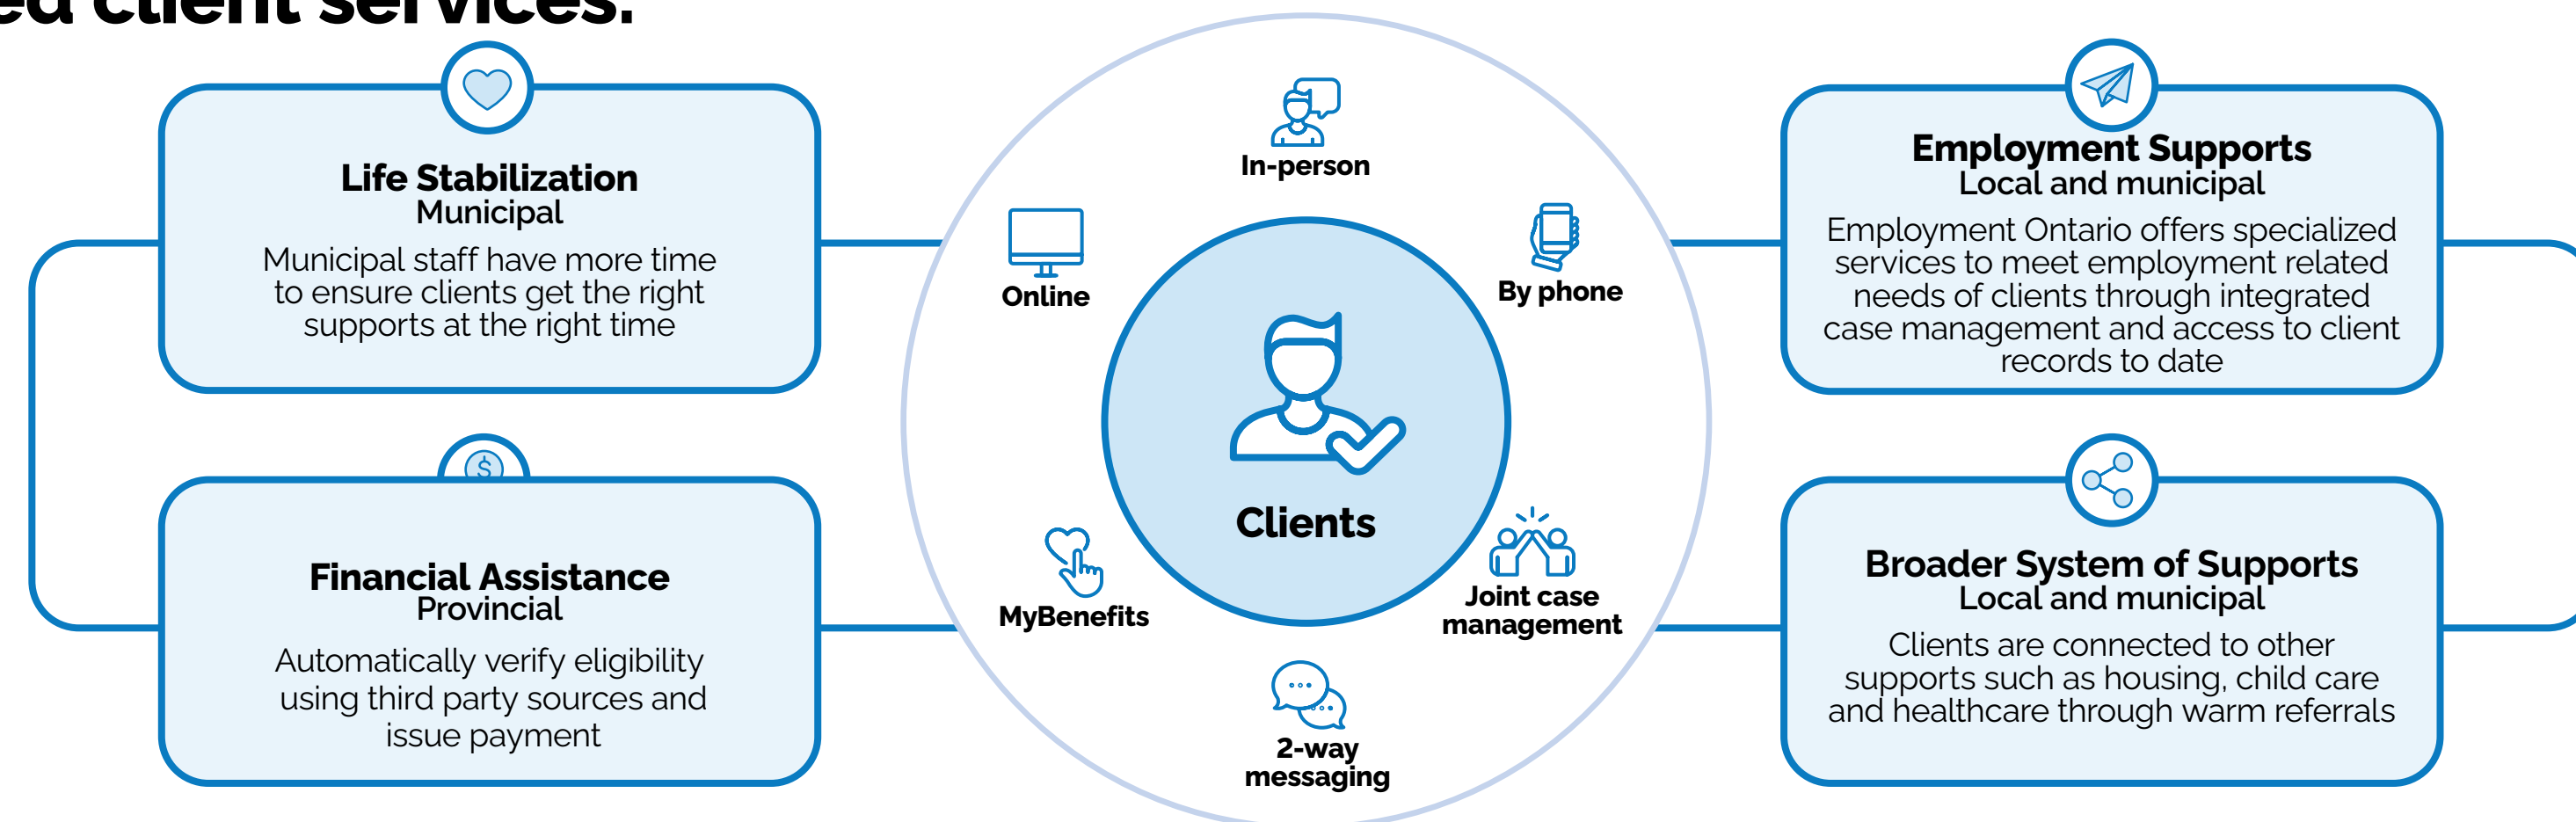 client services.
Life Stabilization
Municipal
Municipal staff have more time
to ensure clients get the right
supports at the right time
Financial Assistance
Provincial
Automatically verify eligibility
using third party sources and
issue payment
In-person
Online
By phone
Clients
MyBenefits
Joint case
management
2-way
messaging
Employment Supports
Local and municipal
Employment Ontario offers specialized
services to meet employment related
needs of clients through integrated
case management and access to client
records to date
Broader System of Supports
Local and municipal
Clients are connected to other
supports such as housing, child care
and healthcare through warm referrals